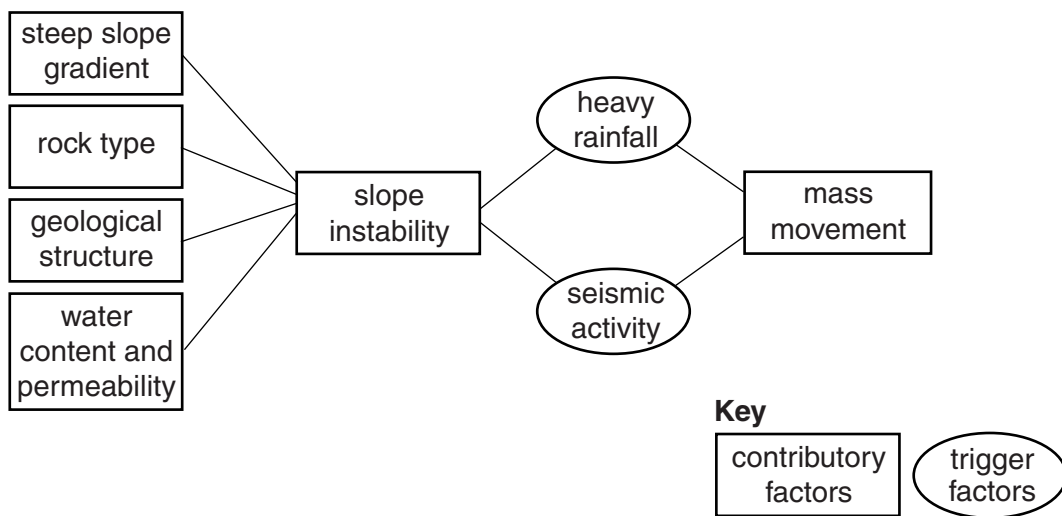 steep slope
gradient
rock type
geological
structure
water
content and
permeability
slope
instability
heavy
rainfall
seismic
activity
mass
movement
Key
contributory
factors
trigger
factors